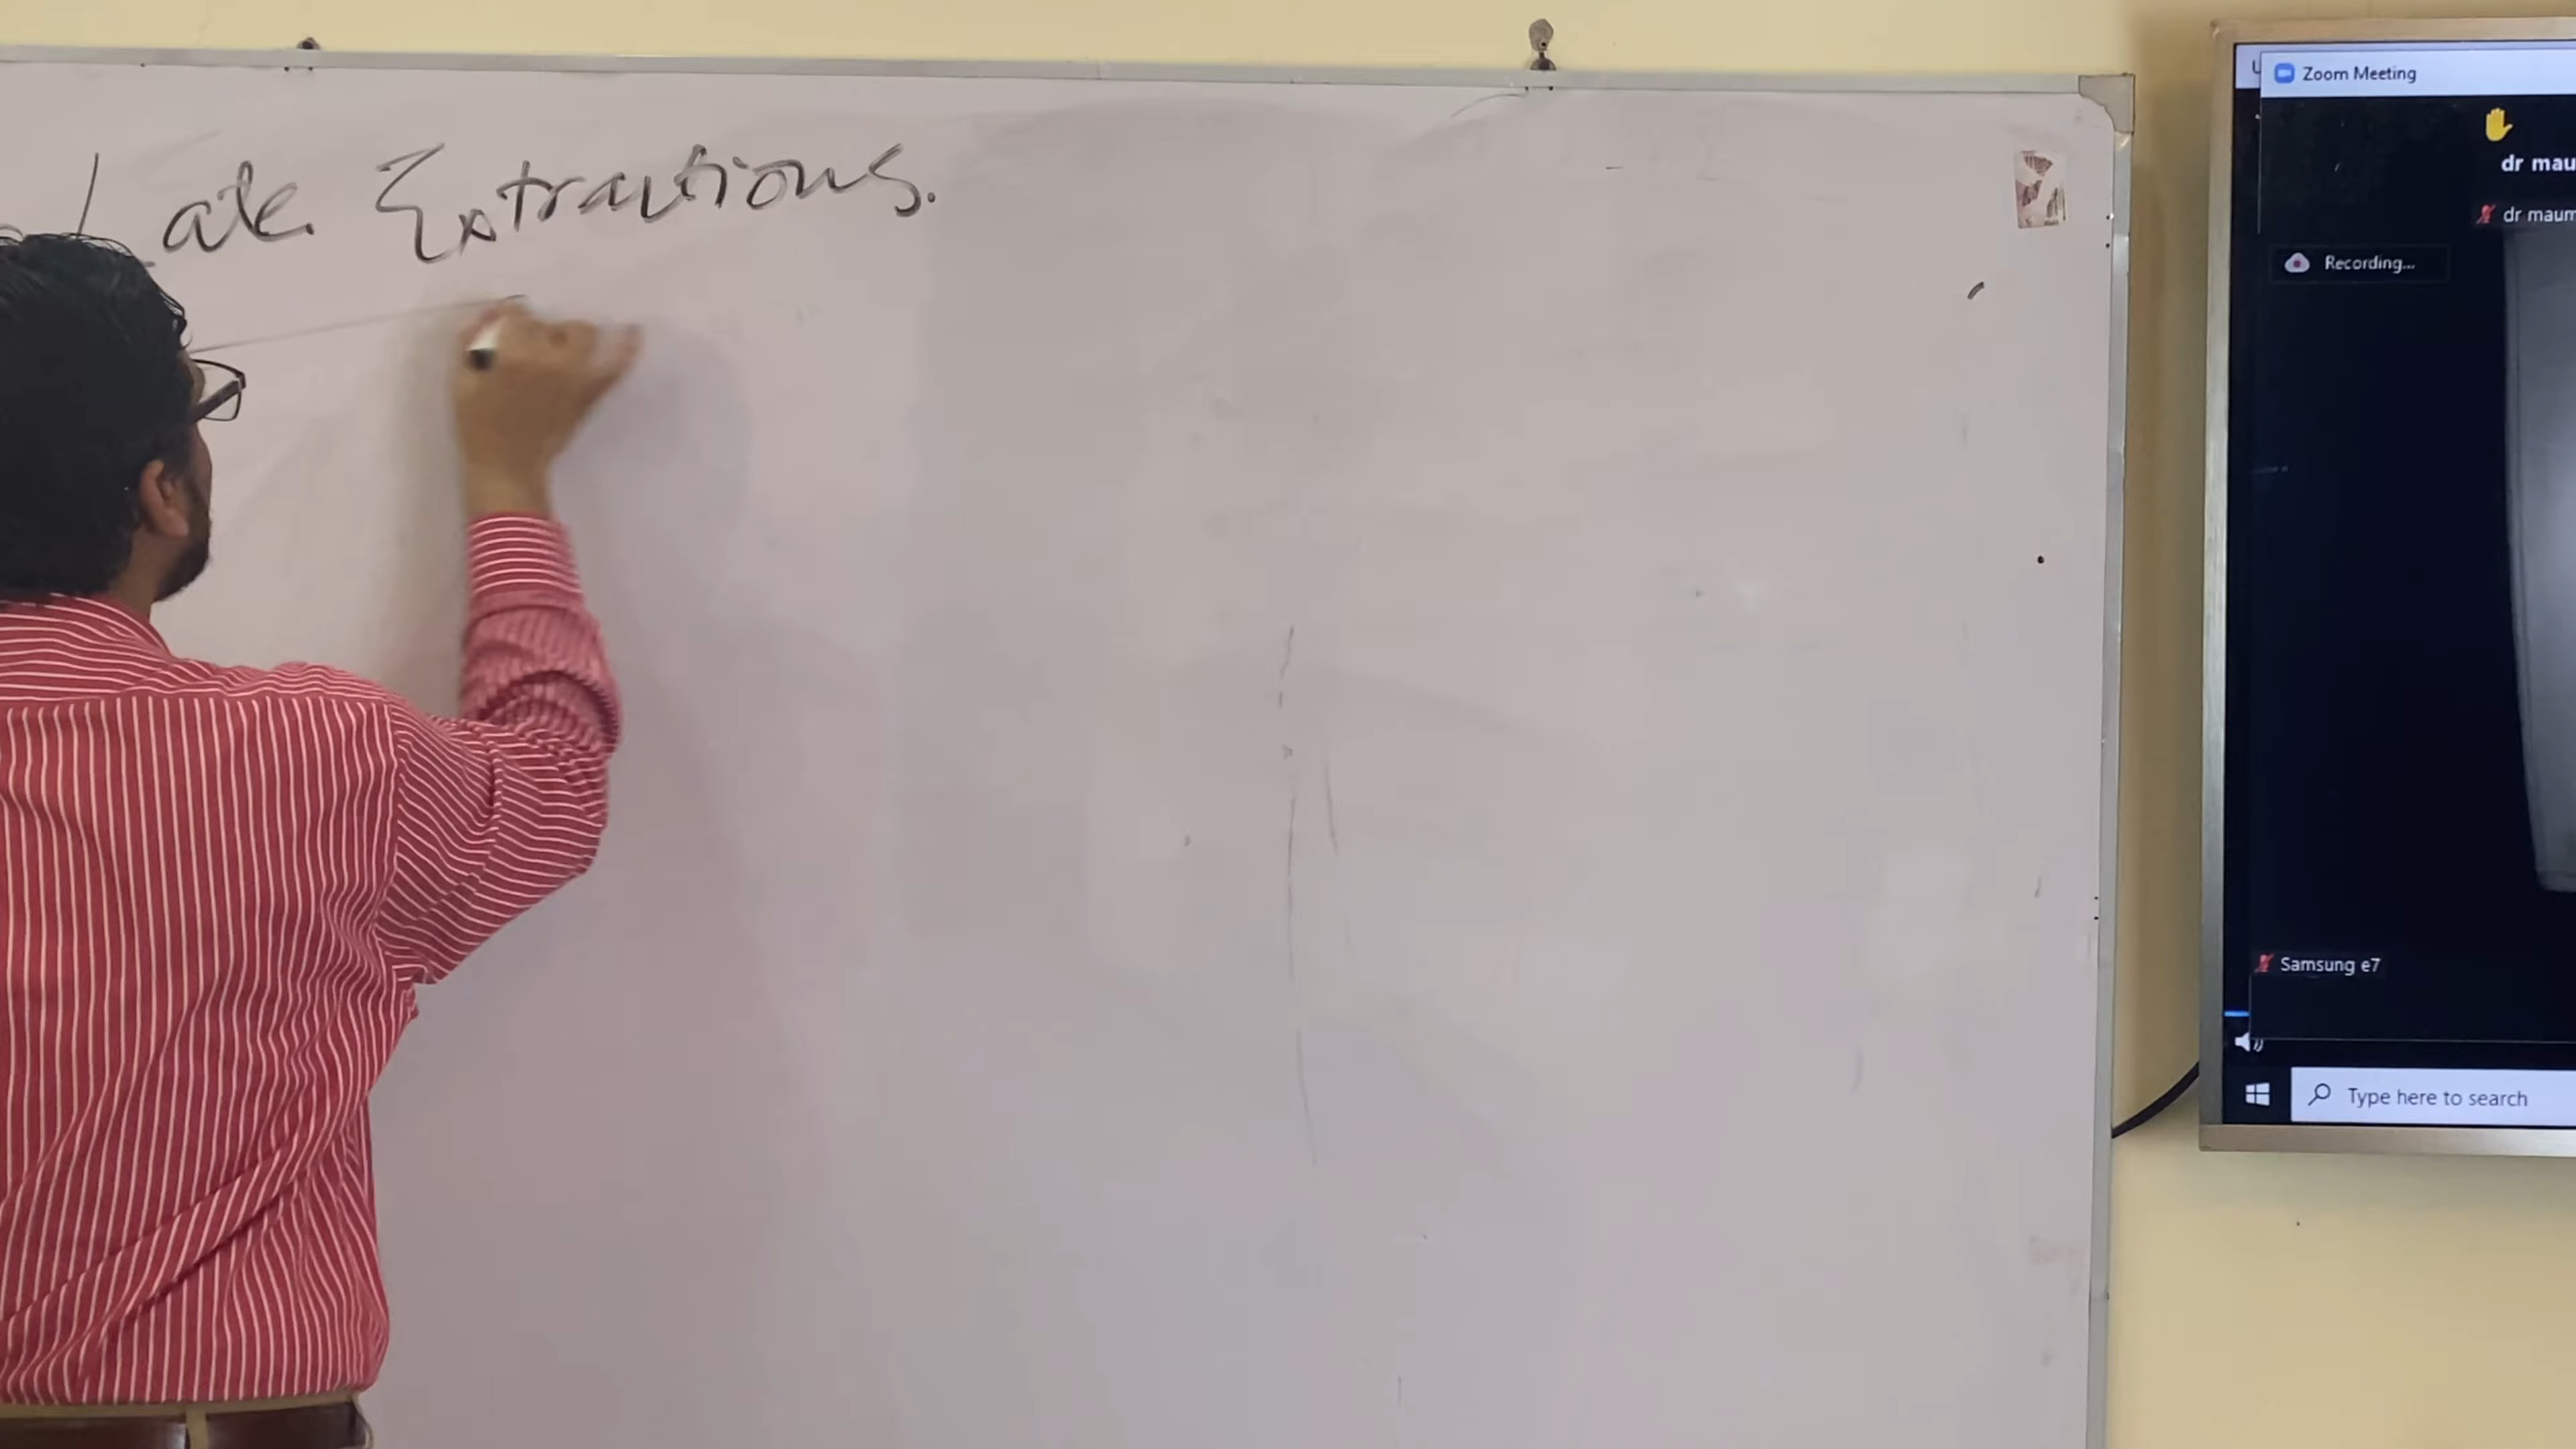 Late Extractions.
Zoom Meeting
dr mau
dr maum
Recording...
Samsung e7
Type here to search